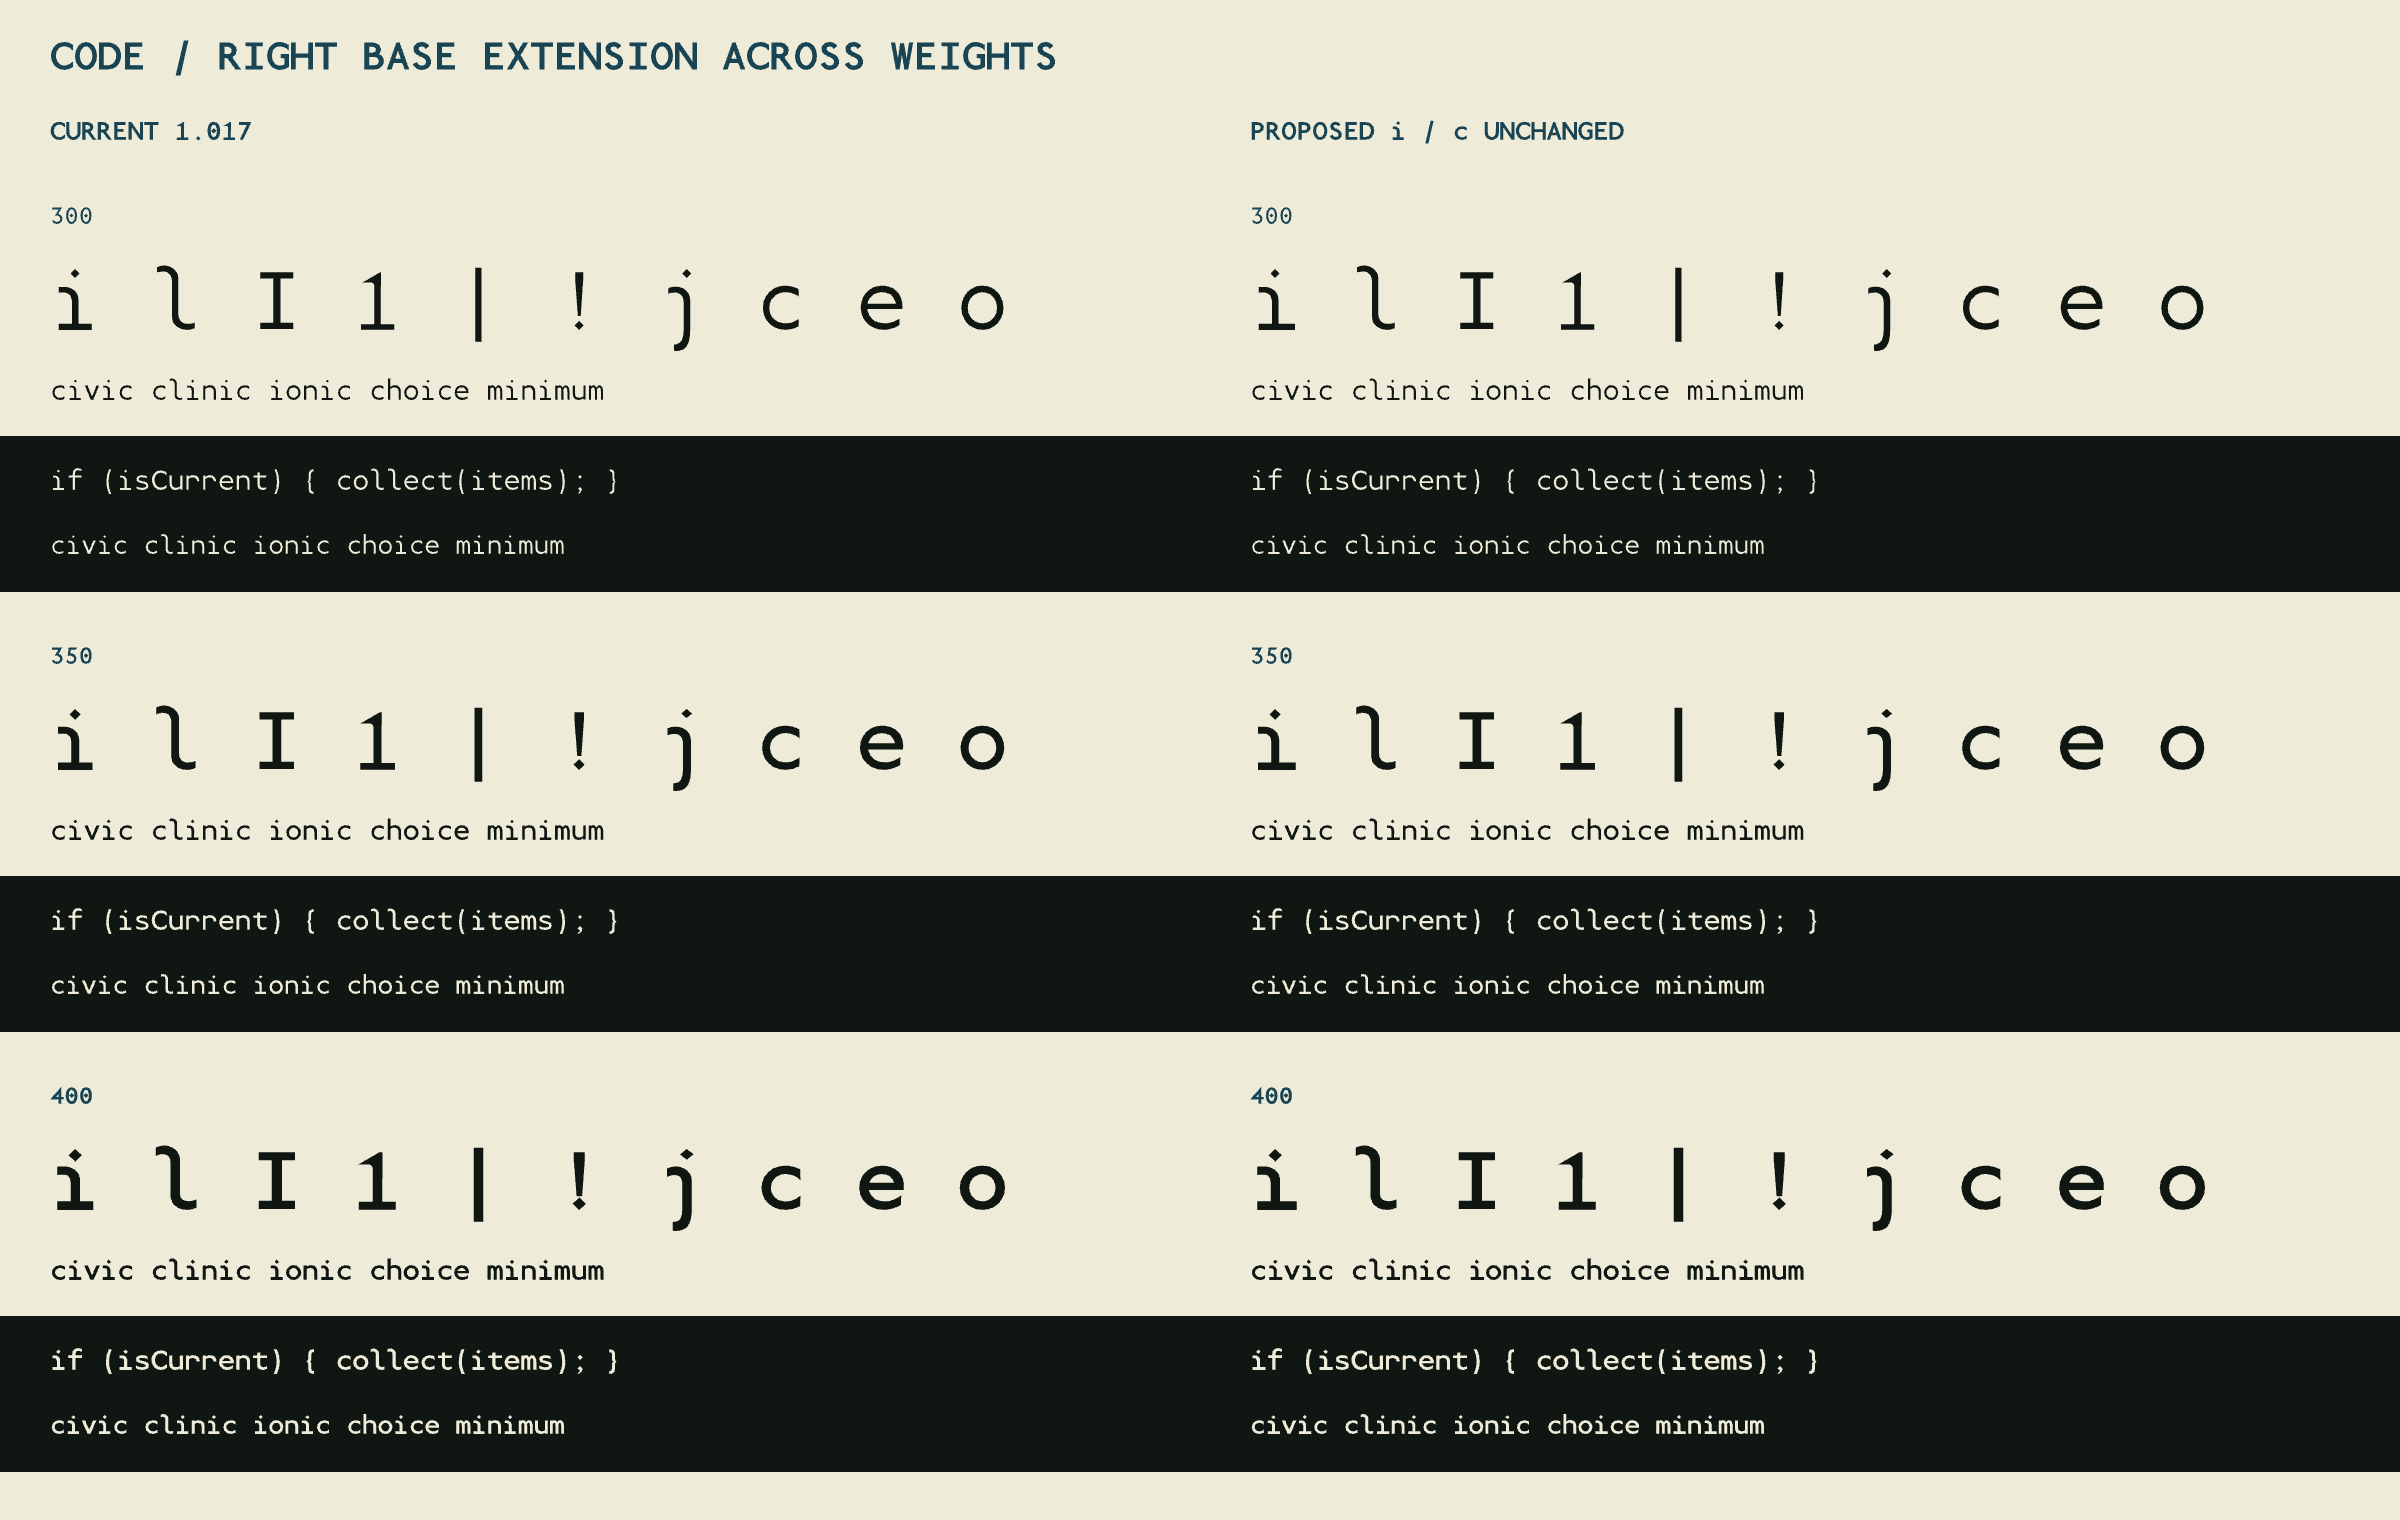 CODE / RIGHT BASE EXTENSION ACROSS WEIGHTS
CURRENT 1.017
PROPOSED i / c UNCHANGED
300
300
i l I 1 | ! j c e o
i l I 1 | ! j c e o
civic clinic ionic choice minimum
civic clinic ionic choice minimum
if (isCurrent) { collect(items); }
if (isCurrent) { collect(items); }
civic clinic ionic choice minimum
civic clinic ionic choice minimum
350
350
i l I 1 | ! j c e o
i l I 1 | ! j c e o
civic clinic ionic choice minimum
civic clinic ionic choice minimum
if (isCurrent) { collect(items); }
if (isCurrent) { collect(items); }
civic clinic ionic choice minimum
civic clinic ionic choice minimum
400
400
i l I 1 | ! j c e o
i l I 1 | ! j c e o
civic clinic ionic choice minimum
civic clinic ionic choice minimum
if (isCurrent) { collect(items); }
if (isCurrent) { collect(items); }
civic clinic ionic choice minimum
civic clinic ionic choice minimum